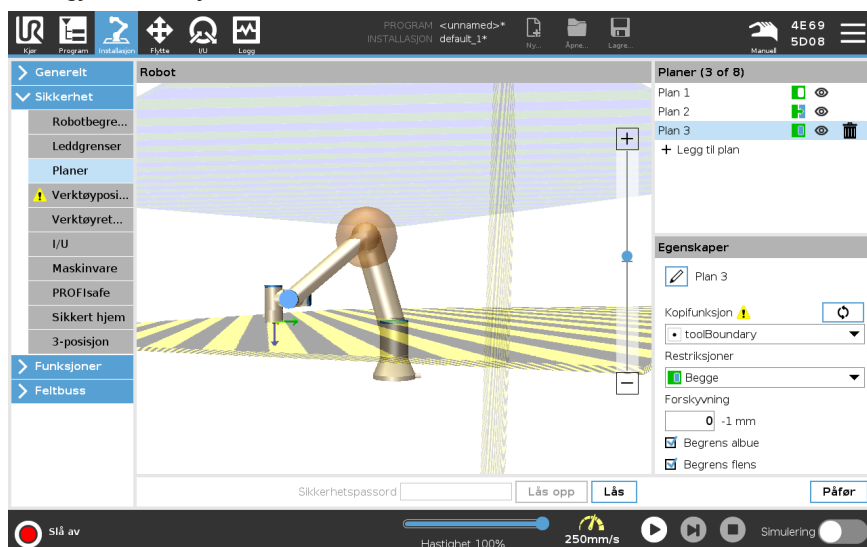 PROGRAM <unnamed>*
INSTALLASJON default_1*
Kjør Program Installasjon Flytte I/U Logg
Ny... Åpne... Lagre...
Manuell
4E69
5D08
Generelt
Sikkerhet
Robotbegre...
Leddgrenser
Planer
Verktøyposi...
Verktøyret...
I/U
Maskinvare
PROFIsafe
Sikkert hjem
3-posisjon
Funksjoner
Feltbuss
Robot
Planer (3 of 8)
Plan 1
Plan 2
Plan 3
+ Legg til plan
Egenskaper
Plan 3
Kopifunksjon
toolBoundary
Restriksjoner
Begge
Forskyvning
0 -1 mm
Begrens albue
Begrens flens
Sikkerhetspassord Lås opp Lås
Påfør
Slå av
Hastighet 100%
250mm/s
Simulering